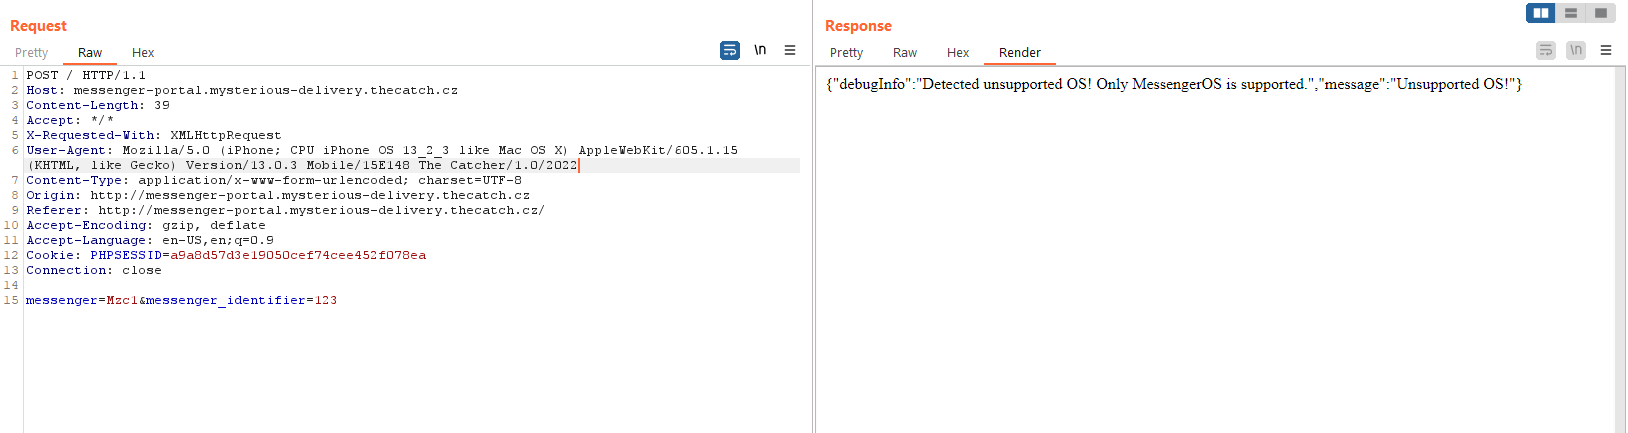 Request
Pretty Raw Hex
\n
1 POST / HTTP/1.1
2 Host: messenger-portal.mysterious-delivery.thecatch.cz
3 Content-Length: 39
4 Accept: */*
5 X-Requested-With: XMLHttpRequest
6 User-Agent: Mozilla/5.0 (iPhone; CPU iPhone OS 13_2_3 like Mac OS X) AppleWebKit/605.1.15
(KHTML, like Gecko) Version/13.0.3 Mobile/15E148 The Catcher/1.0/2022
7 Content-Type: application/x-www-form-urlencoded; charset=UTF-8
8 Origin: http://messenger-portal.mysterious-delivery.thecatch.cz
9 Referer: http://messenger-portal.mysterious-delivery.thecatch.cz/
10 Accept-Encoding: gzip, deflate
11 Accept-Language: en-US,en;q=0.9
12 Cookie: PHPSESSID=a9a8d57d3e19050cef74cee452f078ea
13 Connection: close
14
15 messenger=Mzc1&messenger_identifier=123
Response
Pretty Raw Hex Render
\n
{"debugInfo":"Detected unsupported OS! Only MessengerOS is supported.","message":"Unsupported OS!"}